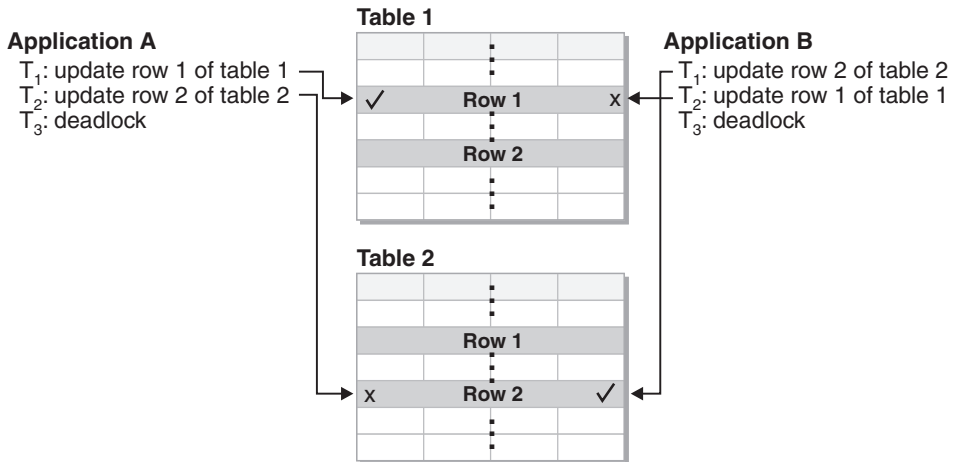 Table 1
Application A
T₁: update row 1 of table 1
T₂: update row 2 of table 2
T₃: deadlock
Application B
T₁: update row 2 of table 2
T₂: update row 1 of table 1
T₃: deadlock
✓ Row 1 x
Row 2
Table 2
Row 1
x Row 2 ✓